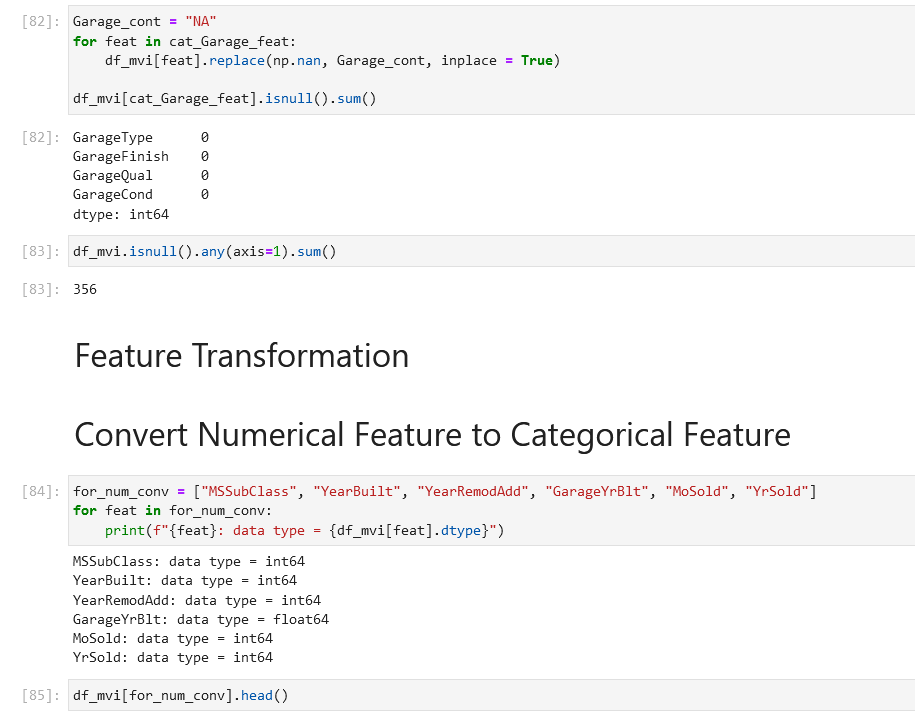 [82]: Garage_cont = "NA"
for feat in cat_Garage_feat:
    df_mvi[feat].replace(np.nan, Garage_cont, inplace = True)

df_mvi[cat_Garage_feat].isnull().sum()
[82]: GarageType      0
GarageFinish    0
GarageQual      0
GarageCond      0
dtype: int64
[83]: df_mvi.isnull().any(axis=1).sum()
[83]: 356
Feature Transformation
Convert Numerical Feature to Categorical Feature
[84]: for_num_conv = ["MSSubClass", "YearBuilt", "YearRemodAdd", "GarageYrBlt", "MoSold", "YrSold"]
for feat in for_num_conv:
    print(f"{feat}: data type = {df_mvi[feat].dtype}")
MSSubClass: data type = int64
YearBuilt: data type = int64
YearRemodAdd: data type = int64
GarageYrBlt: data type = float64
MoSold: data type = int64
YrSold: data type = int64
[85]: df_mvi[for_num_conv].head()